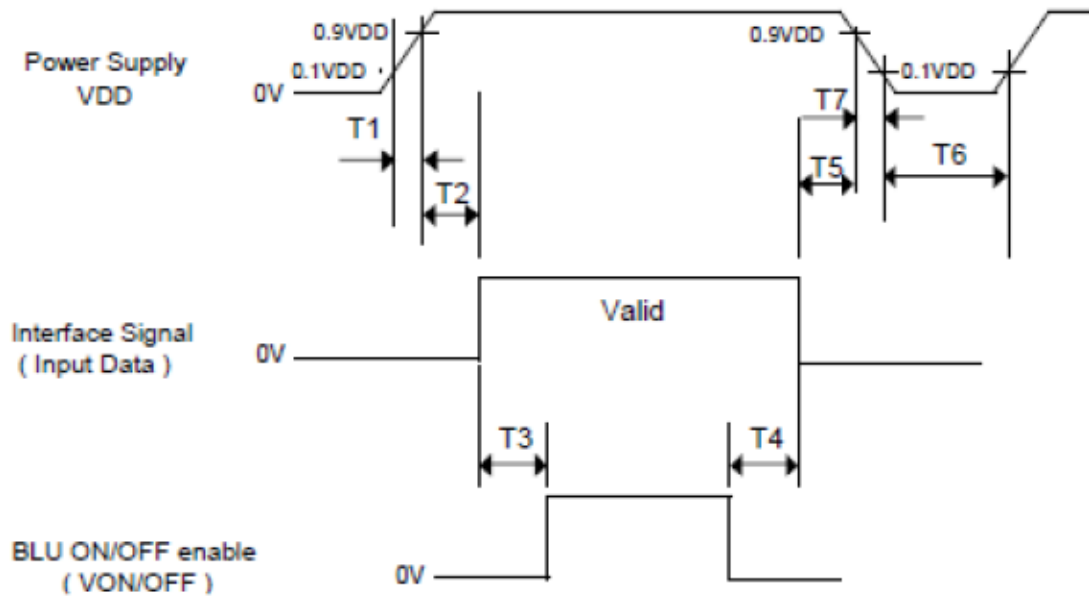 Power Supply
VDD
0.9VDD
0.1VDD
0V
0.9VDD
0.1VDD
T1
T2
T7
T5
T6
Interface Signal
( Input Data )
0V
Valid
T3
T4
BLU ON/OFF enable
( VON/OFF )
0V